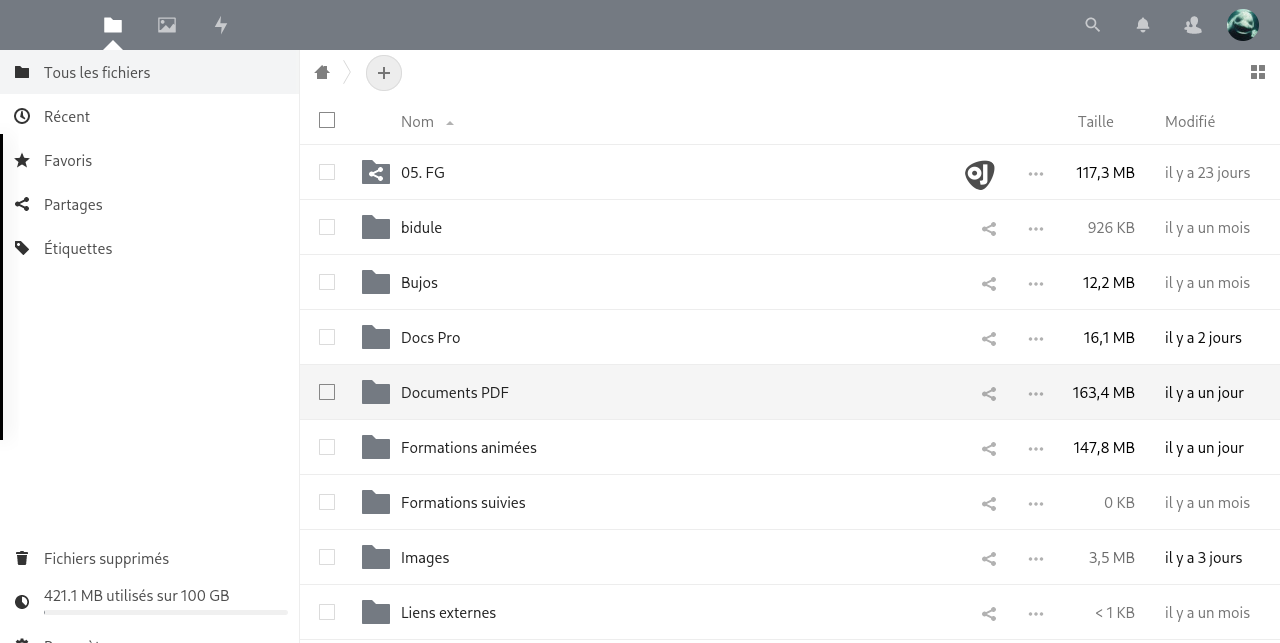 Tous les fichiers
Récent
Favoris
Partages
Étiquettes
Fichiers supprimés
421.1 MB utilisés sur 100 GB
Nom Taille Modifié
05. FG 117,3 MB il y a 23 jours
bidule 926 KB il y a un mois
Bujos 12,2 MB il y a un mois
Docs Pro 16,1 MB il y a 2 jours
Documents PDF 163,4 MB il y a un jour
Formations animées 147,8 MB il y a un jour
Formations suivies 0 KB il y a un mois
Images 3,5 MB il y a 3 jours
Liens externes < 1 KB il y a un mois